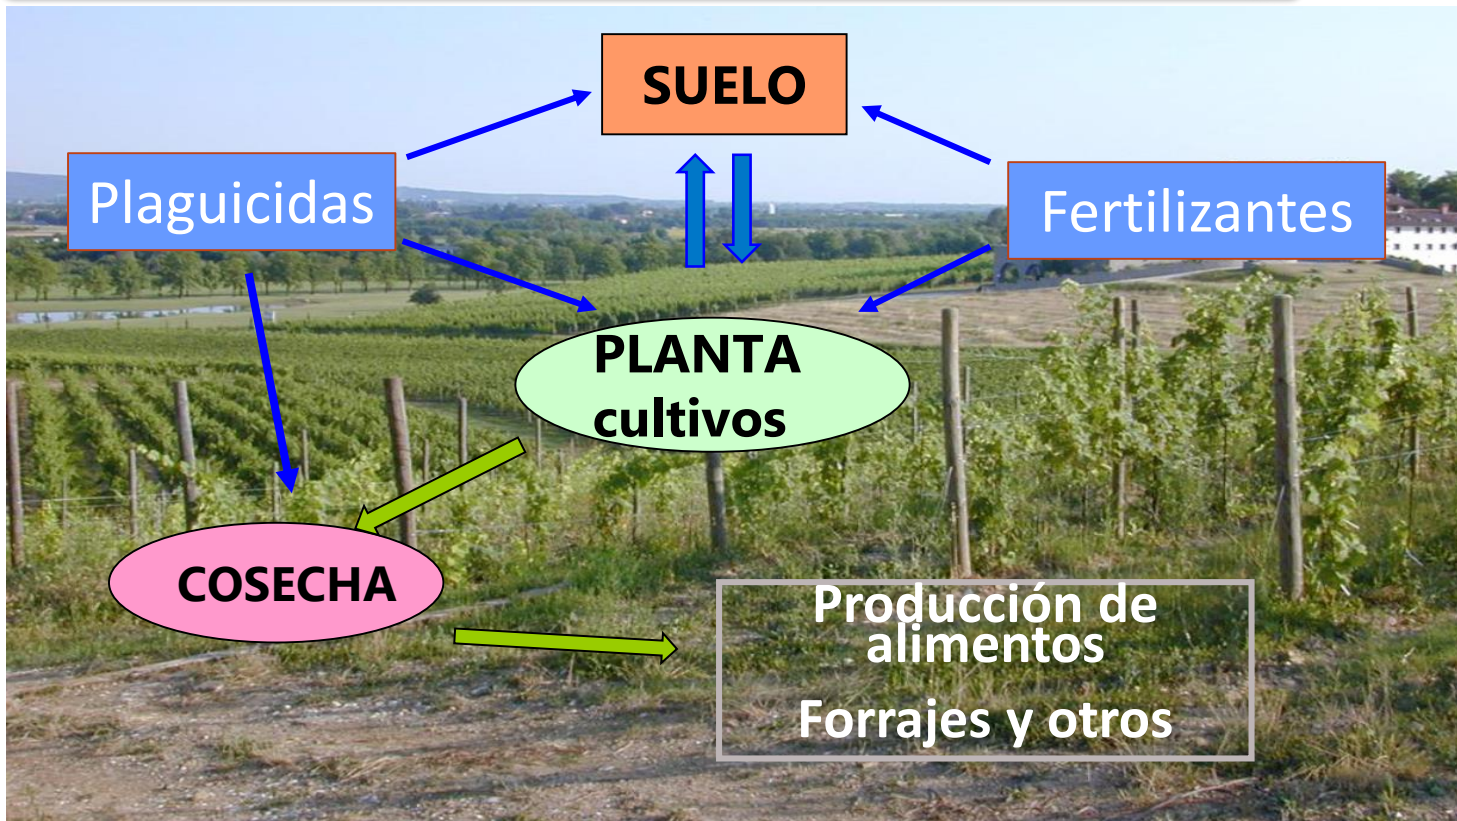 SUELO
Plaguicidas
Fertilizantes
PLANTA
cultivos
COSECHA
Producción de
alimentos
Forrajes y otros